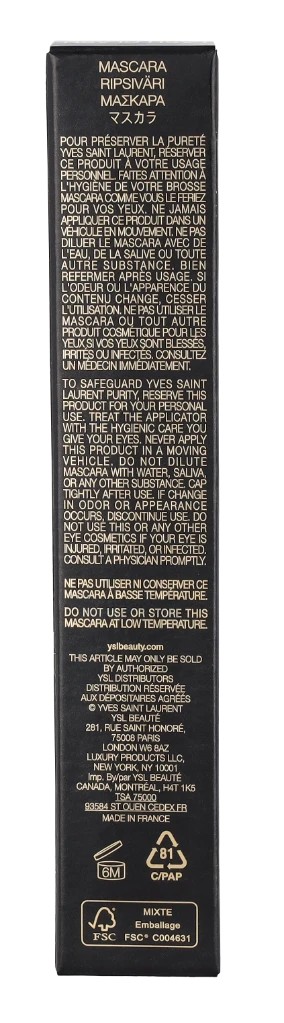 MASCARA
RIPSIVÄRI
ΜΑΣΚΑΡΑ
マスカラ
POUR PRÉSERVER LA PURETÉ
YVES SAINT LAURENT, RÉSERVER
CE PRODUIT À VOTRE USAGE
PERSONNEL. FAITES ATTENTION À
L'HYGIÈNE DE VOTRE BROSSE
MASCARA COMME VOUS LE FERIEZ
POUR VOS YEUX. NE JAMAIS
APPLIQUER CE PRODUIT DANS UN
VÉHICULE EN MOUVEMENT. NE PAS
DILUER LE MASCARA AVEC DE
L'EAU, DE LA SALIVE OU TOUTE
AUTRE SUBSTANCE. BIEN
REFERMER APRÈS USAGE. SI
L'ODEUR OU L'APPARENCE DU
CONTENU CHANGE, CESSER
L'UTILISATION. NE PAS UTILISER LE
MASCARA OU TOUT AUTRE
PRODUIT COSMETIQUE POUR LES
YEUX SI VOS YEUX SONT BLESSÉS,
IRRITÉS OU INFECTÉS. CONSULTEZ
UN MÉDECIN IMMÉDIATEMENT.
TO SAFEGUARD YVES SAINT
LAURENT PURITY, RESERVE THIS
PRODUCT FOR YOUR PERSONAL
USE. TREAT THE APPLICATOR
WITH THE HYGIENIC CARE YOU
GIVE YOUR EYES. NEVER APPLY
THIS PRODUCT IN A MOVING
VEHICLE. DO NOT DILUTE
MASCARA WITH WATER, SALIVA,
OR ANY OTHER SUBSTANCE. CAP
TIGHTLY AFTER USE. IF CHANGE
IN ODOR OR APPEARANCE
OCCURS, DISCONTINUE USE. DO
NOT USE THIS OR ANY OTHER
EYE COSMETICS IF YOUR EYE IS
INJURED, IRRITATED, OR INFECTED.
CONSULT A PHYSICIAN PROMPTLY.
NE PAS UTILISER NI CONSERVER CE
MASCARA À BASSE TEMPÉRATURE.
DO NOT USE OR STORE THIS
MASCARA AT LOW TEMPERATURE.
yslbeauty.com
THIS ARTICLE MAY ONLY BE SOLD
BY AUTHORIZED
YSL DISTRIBUTORS
DISTRIBUTION RÉSERVÉE
AUX DÉPOSITAIRES AGRÉÉS
© YVES SAINT LAURENT
YSL BEAUTÉ
281, RUE SAINT HONORÉ,
75008 PARIS
LONDON W6 8AZ
LUXURY PRODUCTS LLC,
NEW YORK, NY 10001
Imp. By/par YSL BEAUTÉ
CANADA, MONTRÉAL, H4T 1K5
TSA 75000
93584 ST OUEN CEDEX FR
MADE IN FRANCE
6M
81
C/PAP
FSC
MIXTE
Emballage
FSC® C004631